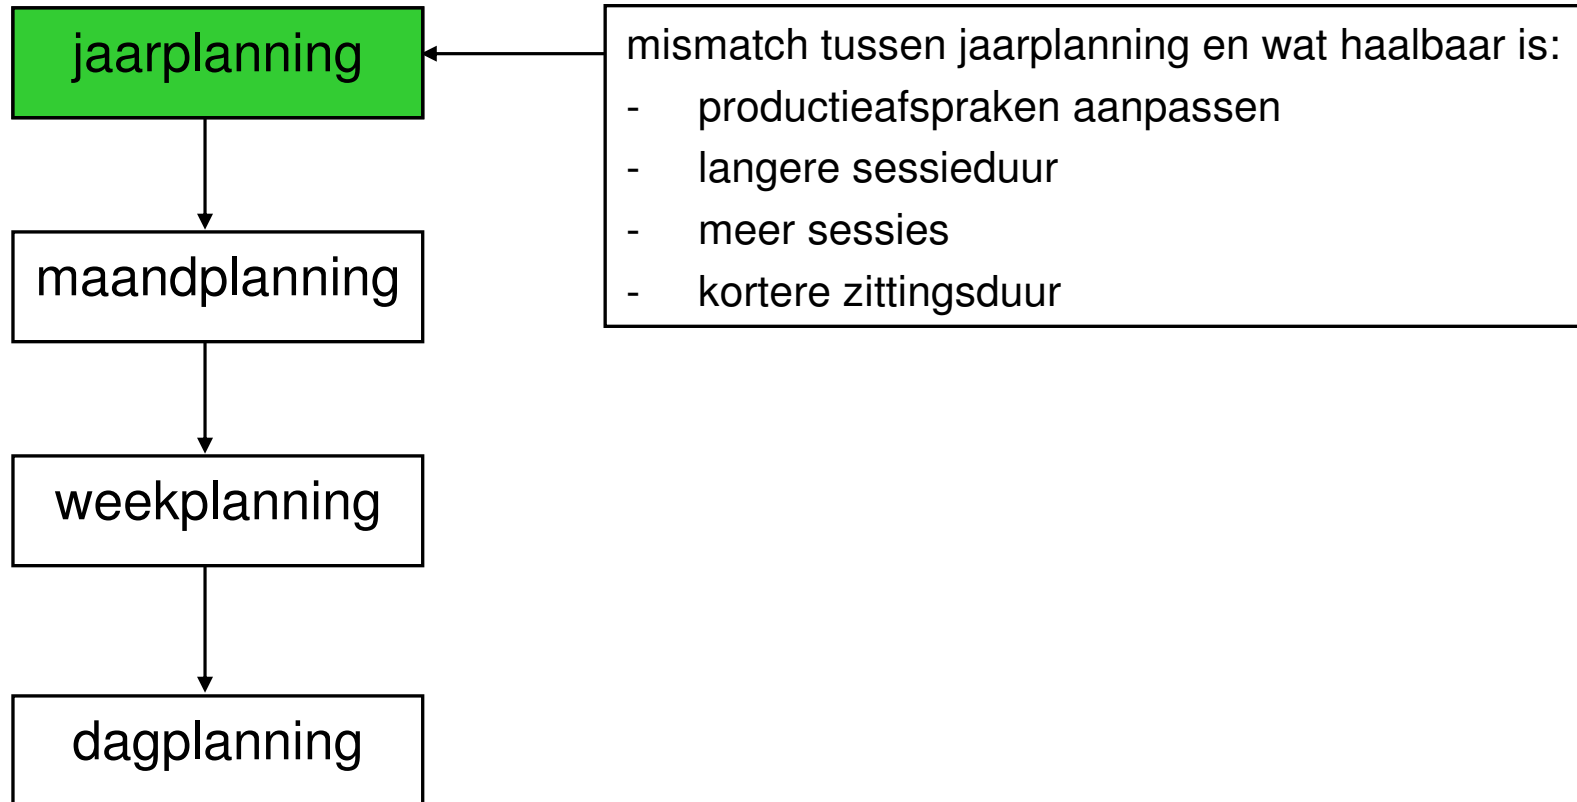 jaarplanning
mismatch tussen jaarplanning en wat haalbaar is:
- productieafspraken aanpassen
- langere sessieduur
- meer sessies
- kortere zittingsduur
maandplanning
weekplanning
dagplanning